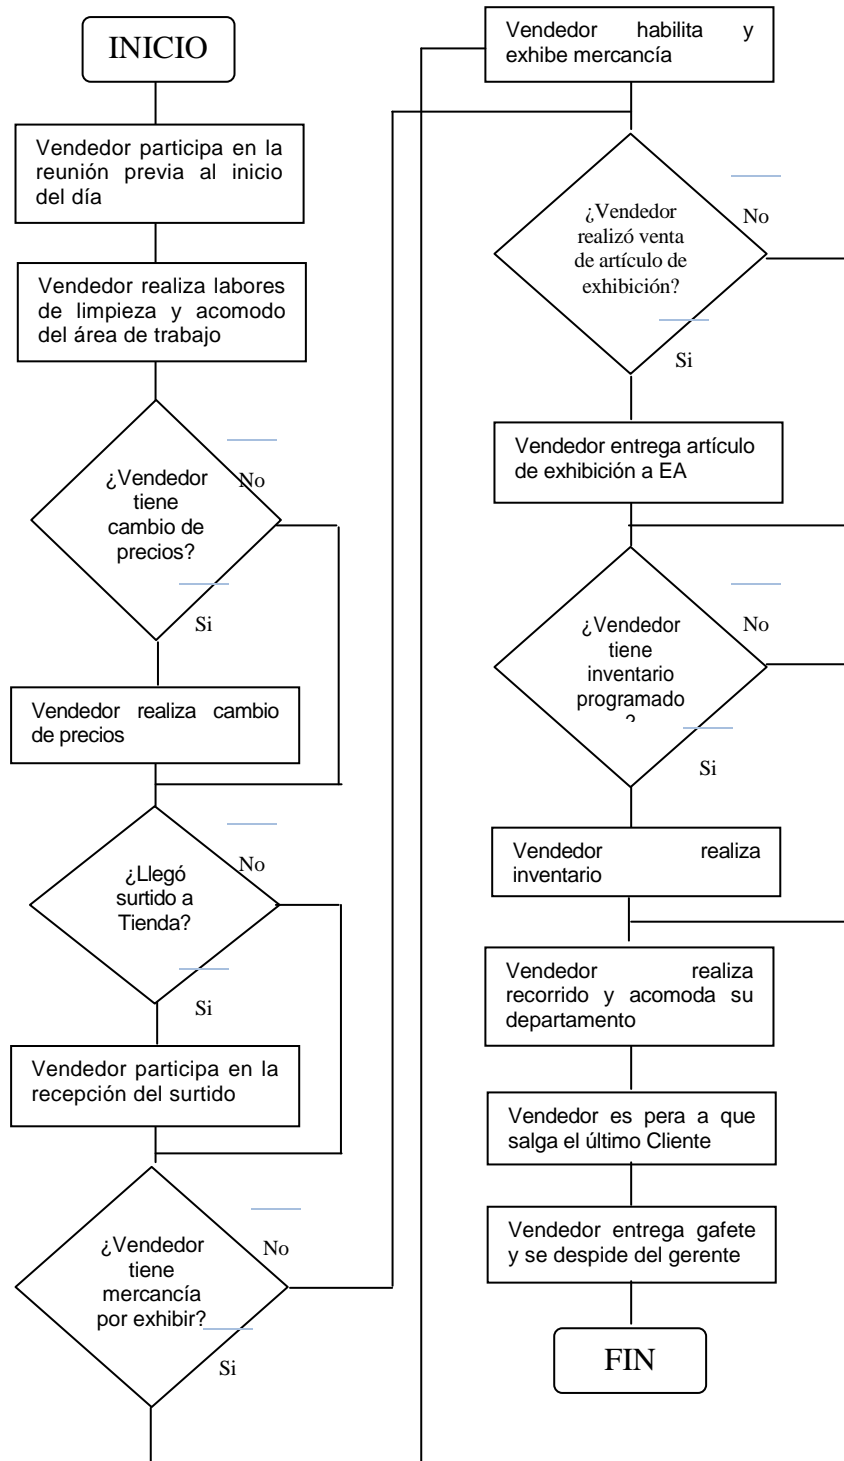 INICIO
Vendedor participa en la
reunión previa al inicio
del día
Vendedor realiza labores
de limpieza y acomodo
del área de trabajo
¿Vendedor
tiene
cambio de
precios?
No
Si
Vendedor realiza cambio
de precios
¿Llegó
surtido a
Tienda?
No
Si
Vendedor participa en la
recepción del surtido
¿Vendedor
tiene
mercancía
por exhibir?
No
Si
Vendedor habilita y
exhibe mercancía
¿Vendedor
realizó venta
de artículo de
exhibición?
No
Si
Vendedor entrega artículo
de exhibición a EA
¿Vendedor
tiene
inventario
programado
?
No
Si
Vendedor realiza
inventario
Vendedor realiza
recorrido y acomoda su
departamento
Vendedor es pera a que
salga el último Cliente
Vendedor entrega gafete
y se despide del gerente
FIN